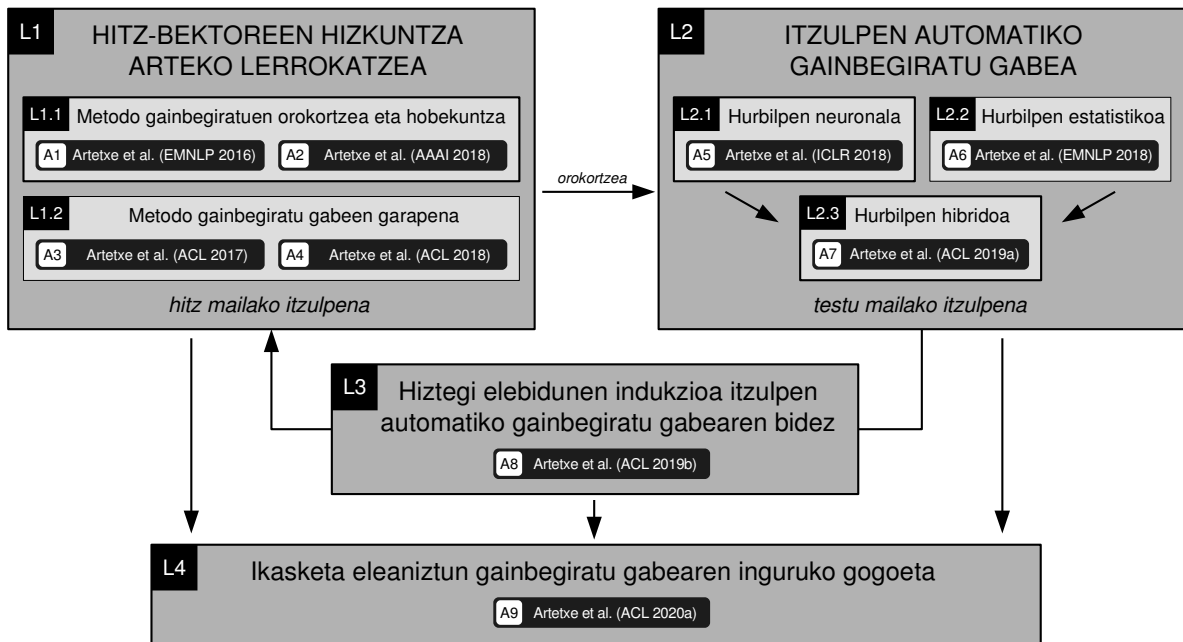 L1
HITZ-BEKTOREEN HIZKUNTZA
ARTEKO LERROKATZEA
L1.1
Metodo gainbegiratuen orokortzea eta hobekuntza
A1 Artetxe et al. (EMNLP 2016)
A2 Artetxe et al. (AAAI 2018)
L1.2
Metodo gainbegiratu gabeen garapena
A3 Artetxe et al. (ACL 2017)
A4 Artetxe et al. (ACL 2018)
hitz mailako itzulpena
orokortzea
L2
ITZULPEN AUTOMATIKO
GAINBEGIRATU GABEA
L2.1
Hurbilpen neuronala
A5 Artetxe et al. (ICLR 2018)
L2.2
Hurbilpen estatistikoa
A6 Artetxe et al. (EMNLP 2018)
L2.3
Hurbilpen hibridoa
A7 Artetxe et al. (ACL 2019a)
testu mailako itzulpena
L3
Hiztegi elebidunen indukzioa itzulpen
automatiko gainbegiratu gabearen bidez
A8 Artetxe et al. (ACL 2019b)
L4
Ikasketa eleaniztun gainbegiratu gabearen inguruko gogoeta
A9 Artetxe et al. (ACL 2020a)